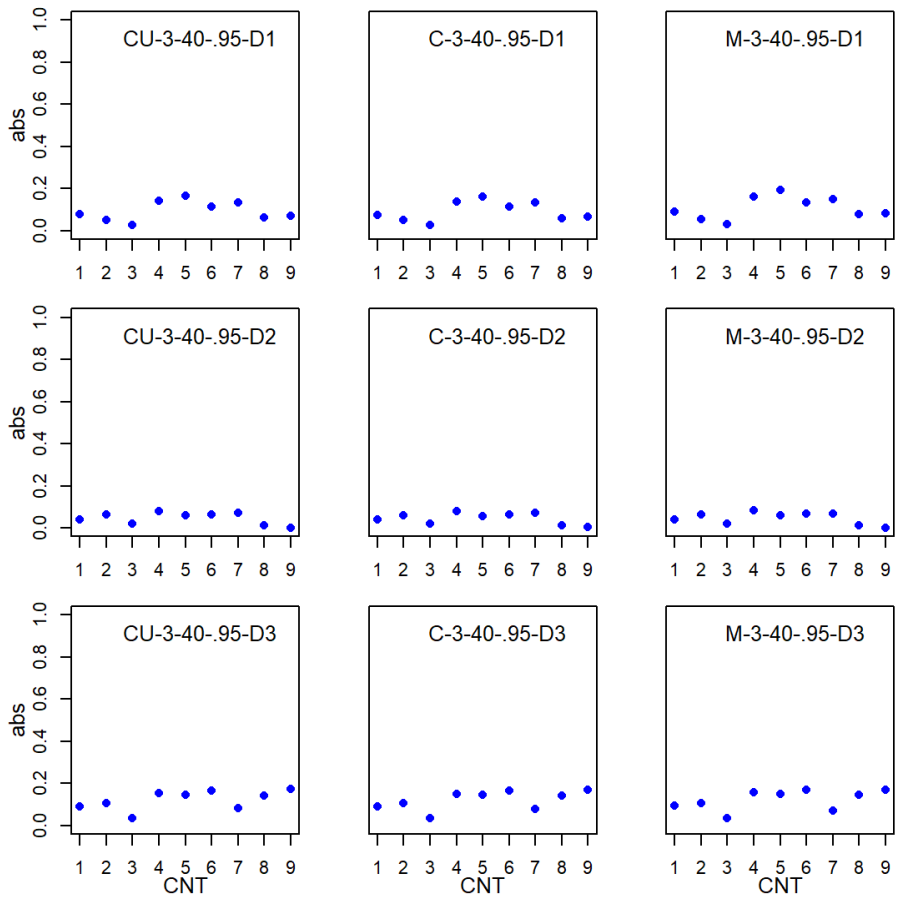 CU-3-40-.95-D1
C-3-40-.95-D1
M-3-40-.95-D1
abs
0.0 0.2 0.4 0.6 0.8 1.0
1 2 3 4 5 6 7 8 9
1 2 3 4 5 6 7 8 9
1 2 3 4 5 6 7 8 9
CU-3-40-.95-D2
C-3-40-.95-D2
M-3-40-.95-D2
abs
0.0 0.2 0.4 0.6 0.8 1.0
1 2 3 4 5 6 7 8 9
1 2 3 4 5 6 7 8 9
1 2 3 4 5 6 7 8 9
CU-3-40-.95-D3
C-3-40-.95-D3
M-3-40-.95-D3
abs
0.0 0.2 0.4 0.6 0.8 1.0
1 2 3 4 5 6 7 8 9
1 2 3 4 5 6 7 8 9
1 2 3 4 5 6 7 8 9
CNT
CNT
CNT